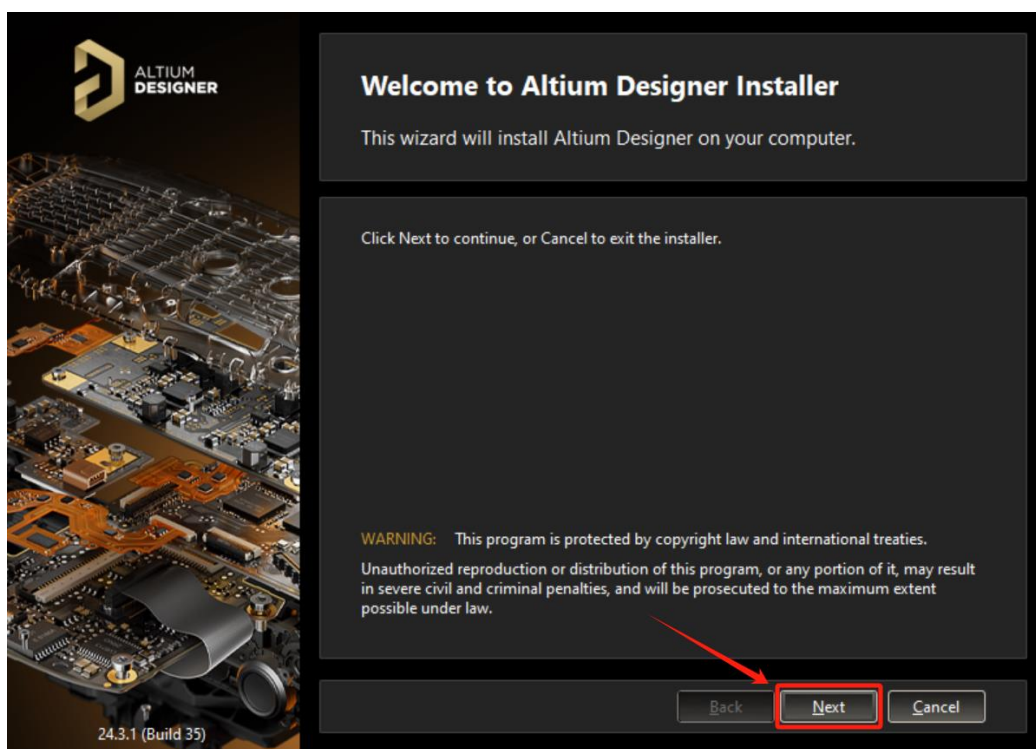 ALTIUM
DESIGNER
Welcome to Altium Designer Installer
This wizard will install Altium Designer on your computer.
Click Next to continue, or Cancel to exit the installer.
WARNING: This program is protected by copyright law and international treaties.
Unauthorized reproduction or distribution of this program, or any portion of it, may result
in severe civil and criminal penalties, and will be prosecuted to the maximum extent
possible under law.
Back Next Cancel
24.3.1 (Build 35)